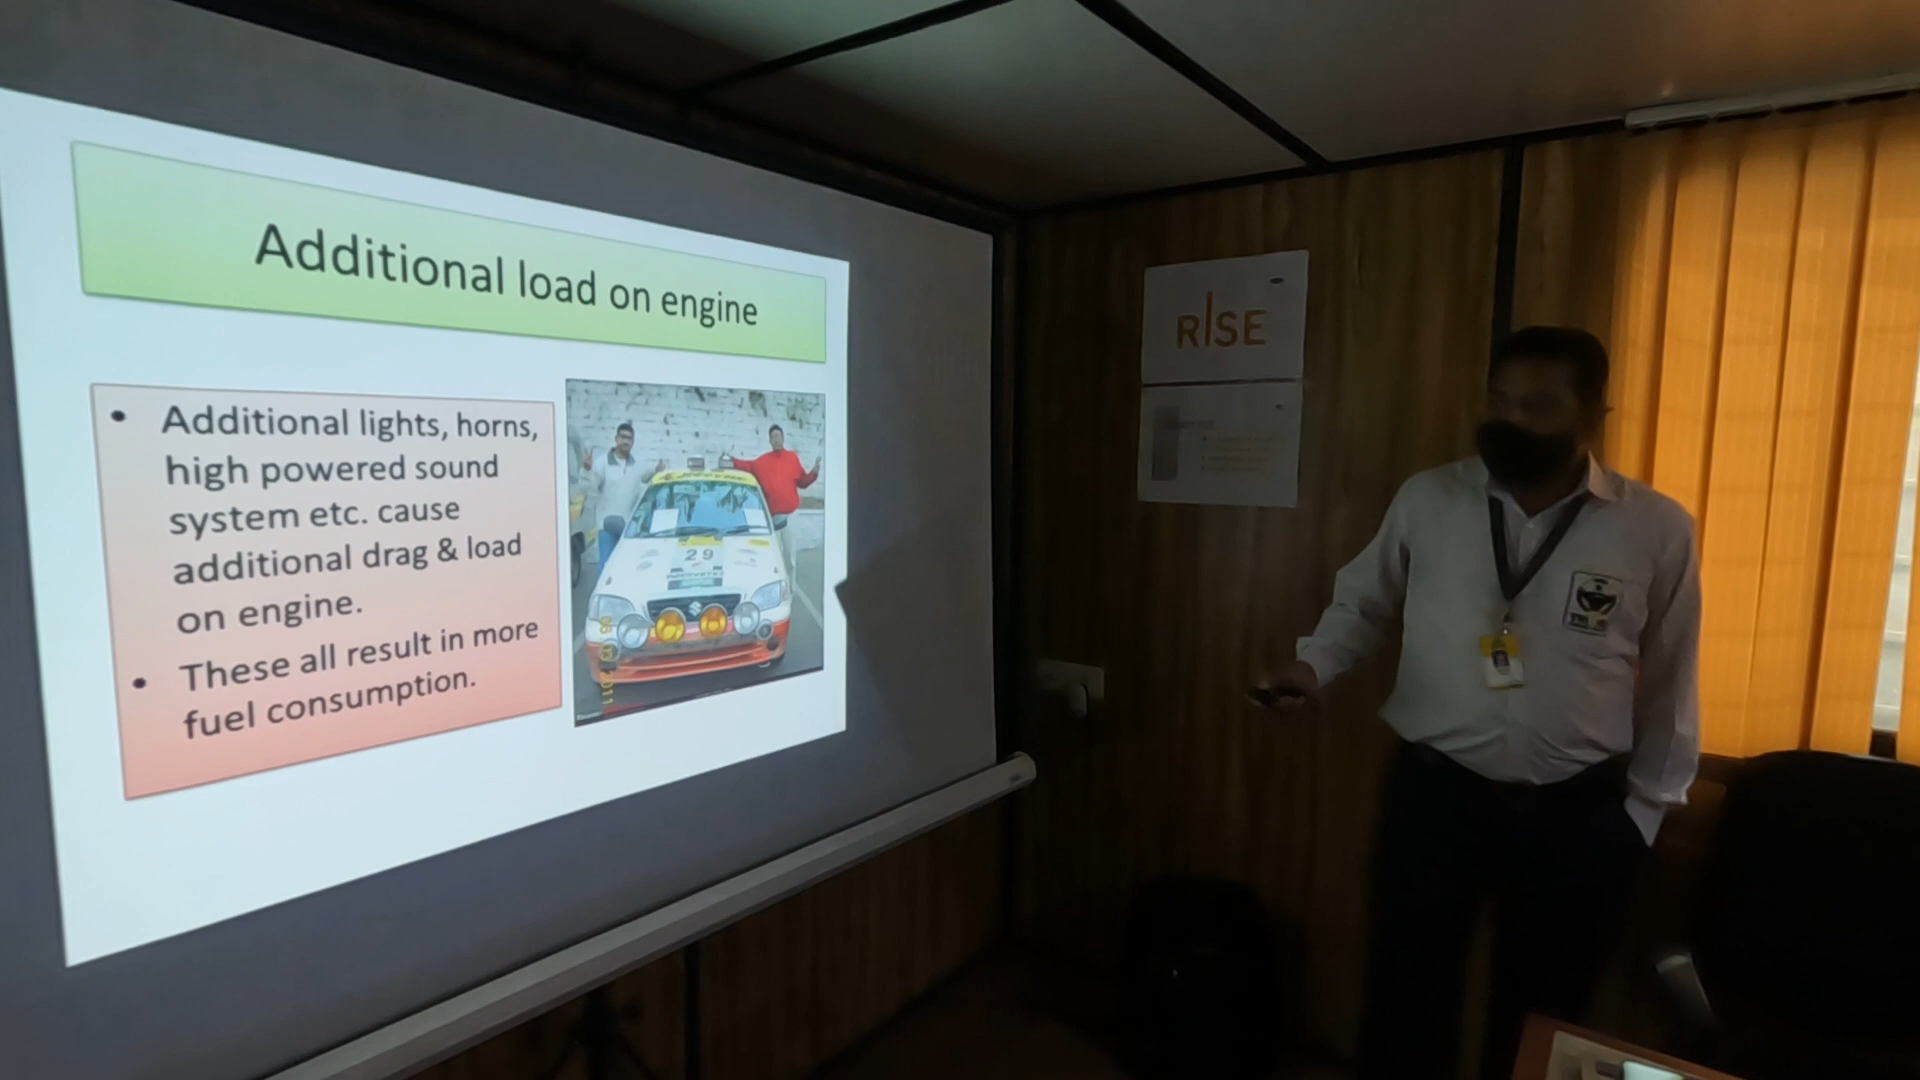 Additional load on engine
• Additional lights, horns,
high powered sound
system etc. cause
additional drag & load
on engine.
• These all result in more
fuel consumption.
29
RISE